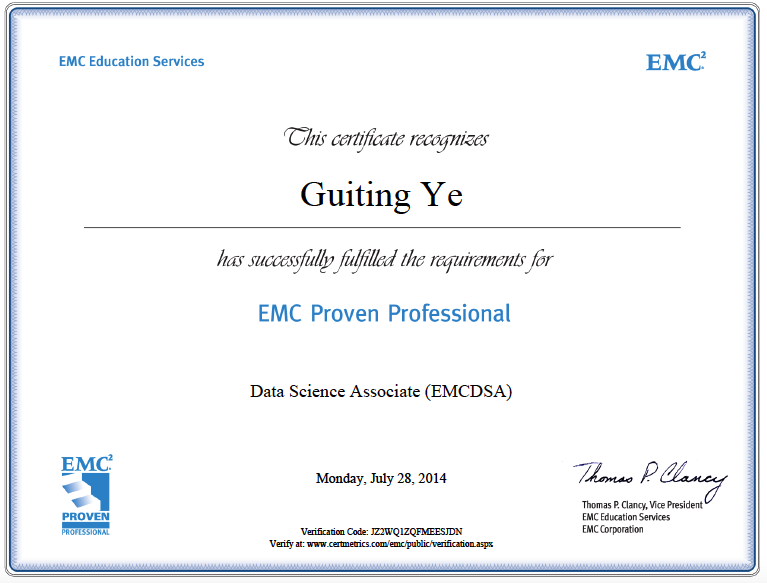 EMC Education Services
EMC²
This certificate recognizes
Guiting Ye
has successfully fulfilled the requirements for
EMC Proven Professional
Data Science Associate (EMCDSA)
EMC²
PROVEN
PROFESSIONAL
Monday, July 28, 2014
Verification Code: JZ2WQ1ZQFMEESJDN
Verify at: www.certmetrics.com/emc/public/verification.aspx
Thomas P. Clancy
Thomas P. Clancy, Vice President
EMC Education Services
EMC Corporation